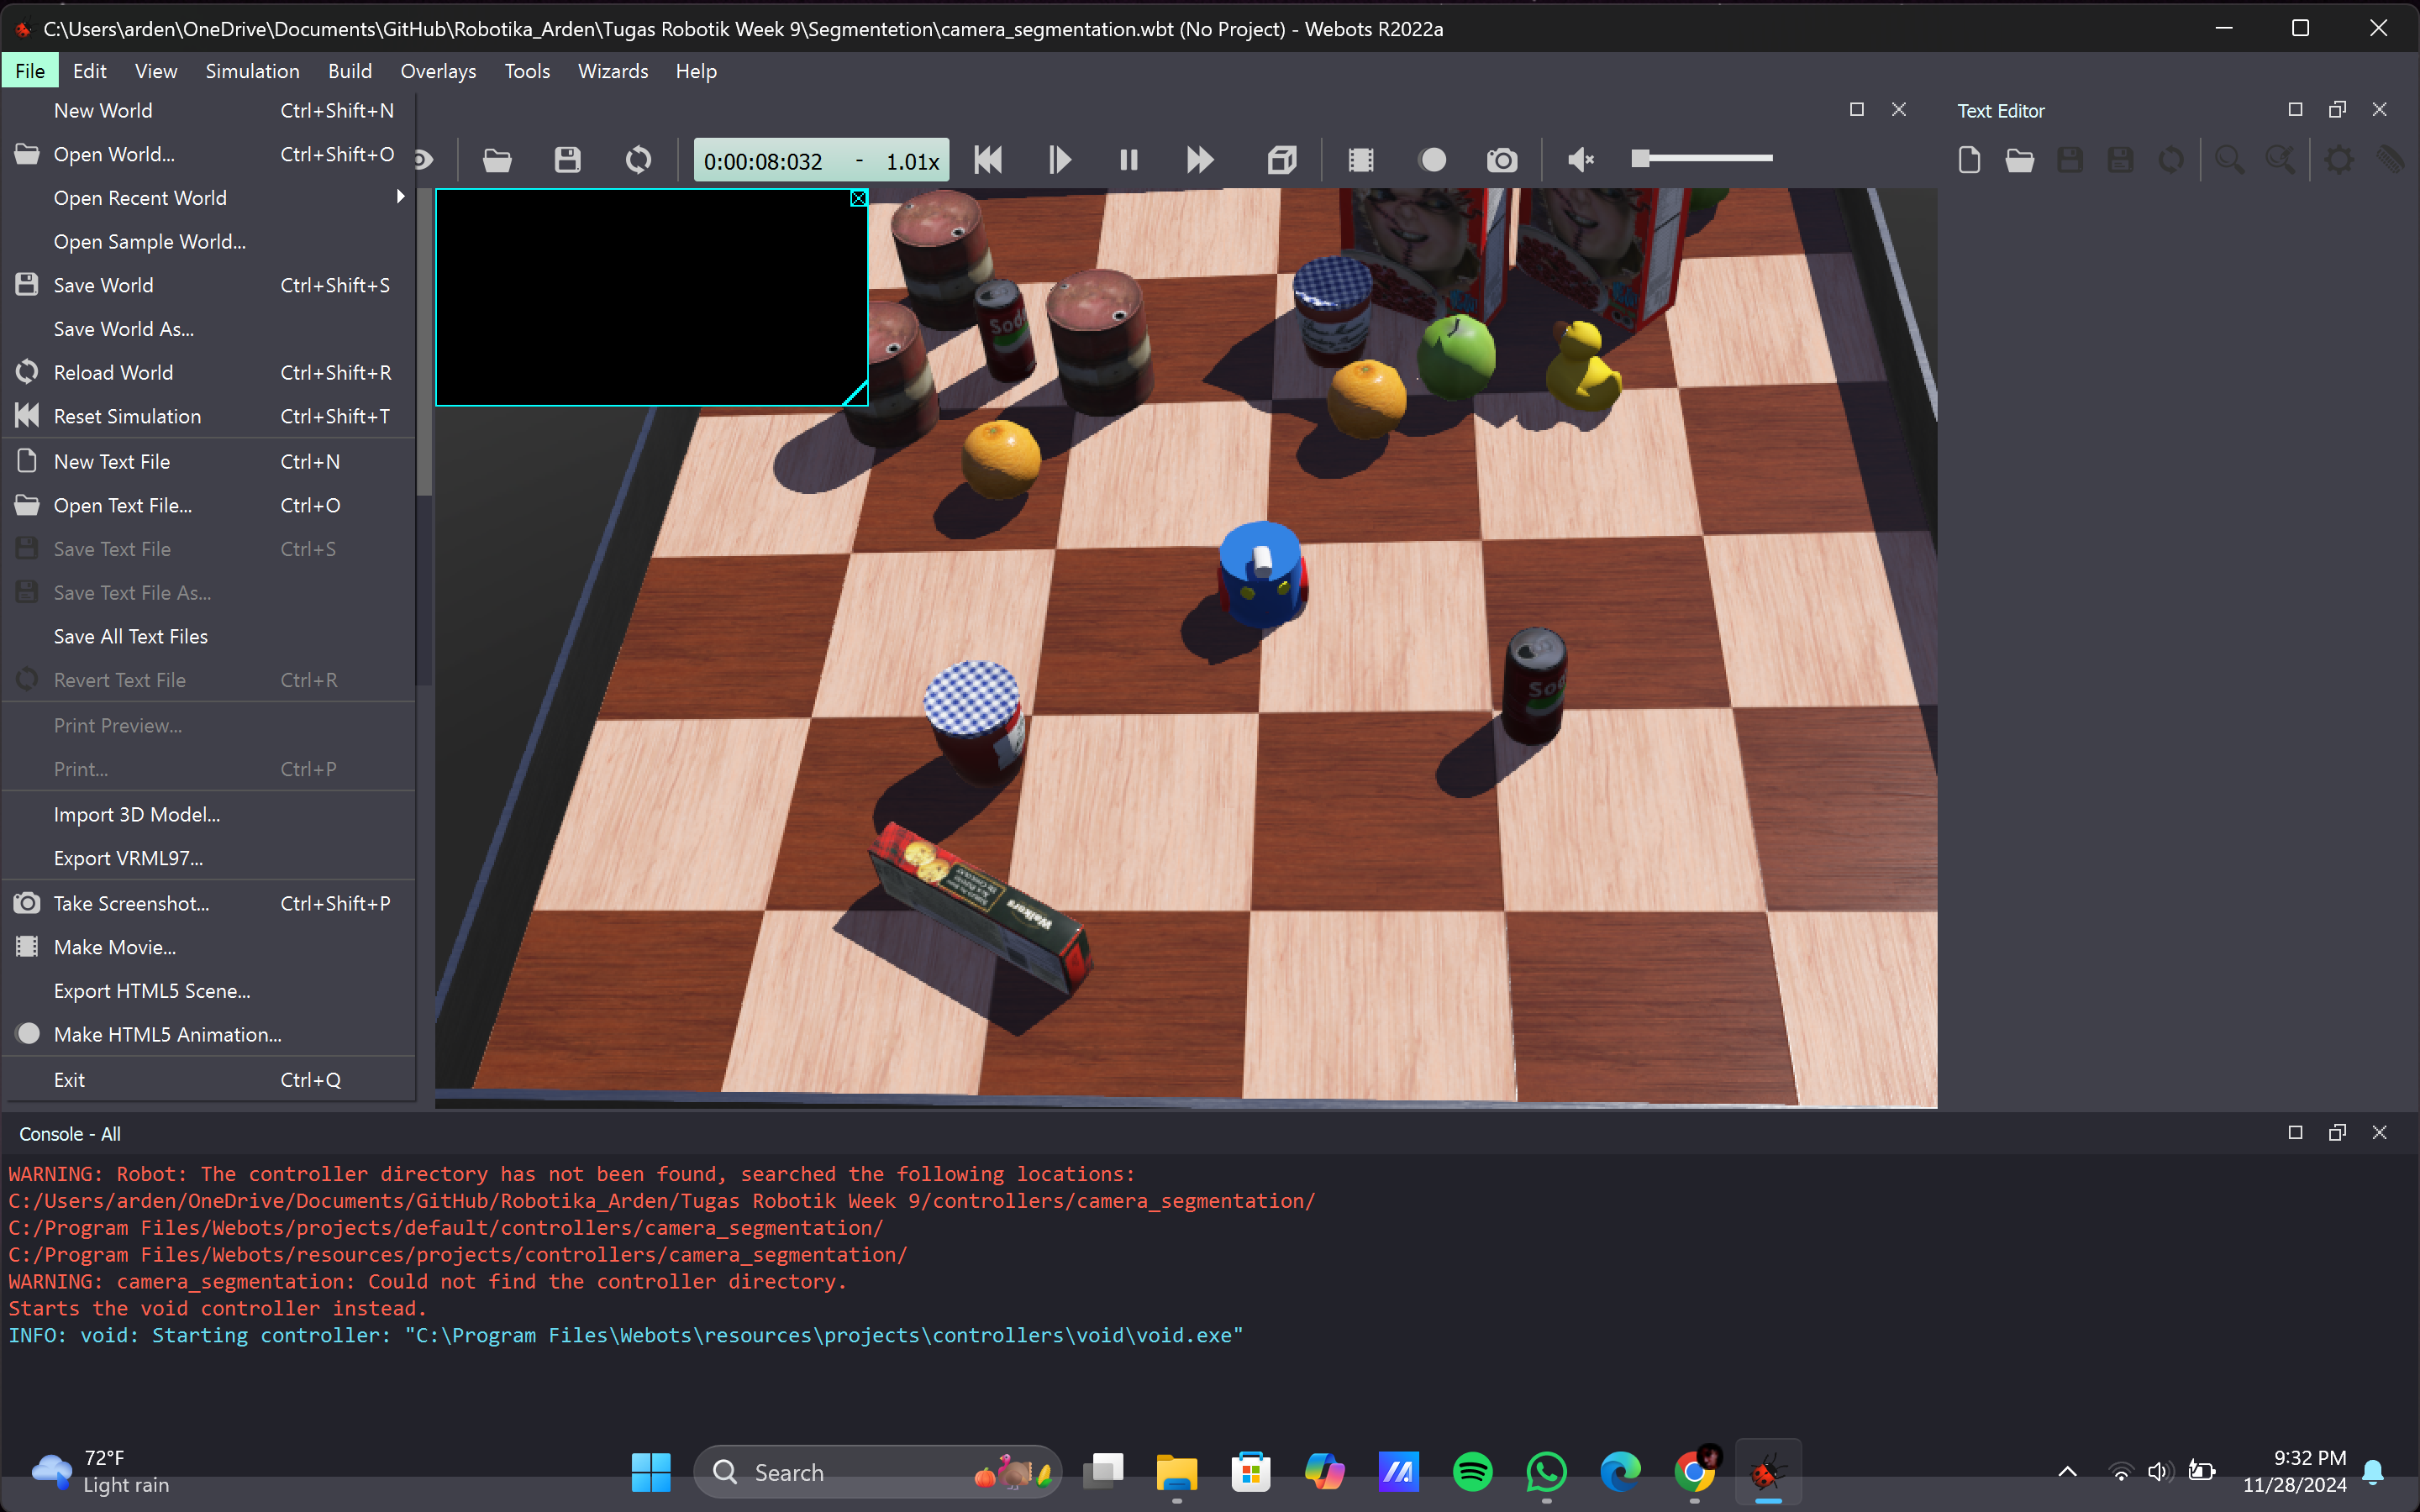 C:\Users\arden\OneDrive\Documents\GitHub\Robotika_Arden\Tugas Robotik Week 9\Segmentetion\camera_segmentation.wbt (No Project) - Webots R2022a
File Edit View Simulation Build Overlays Tools Wizards Help
New World Ctrl+Shift+N
Open World... Ctrl+Shift+O
Open Recent World
Open Sample World...
Save World Ctrl+Shift+S
Save World As...
Reload World Ctrl+Shift+R
Reset Simulation Ctrl+Shift+T
New Text File Ctrl+N
Open Text File... Ctrl+O
Save Text File Ctrl+S
Save Text File As...
Save All Text Files
Revert Text File Ctrl+R
Print Preview...
Print... Ctrl+P
Import 3D Model...
Export VRML97...
Take Screenshot... Ctrl+Shift+P
Make Movie...
Export HTML5 Scene...
Make HTML5 Animation...
Exit Ctrl+Q
0:00:08:032 - 1.01x
Text Editor
Walkers
Console - All
WARNING: Robot: The controller directory has not been found, searched the following locations:
C:/Users/arden/OneDrive/Documents/GitHub/Robotika_Arden/Tugas Robotik Week 9/controllers/camera_segmentation/
C:/Program Files/Webots/projects/default/controllers/camera_segmentation/
C:/Program Files/Webots/resources/projects/controllers/camera_segmentation/
WARNING: camera_segmentation: Could not find the controller directory.
Starts the void controller instead.
INFO: void: Starting controller: "C:\Program Files\Webots\resources\projects\controllers\void\void.exe"
72°F
Light rain
Search
9:32 PM
11/28/2024